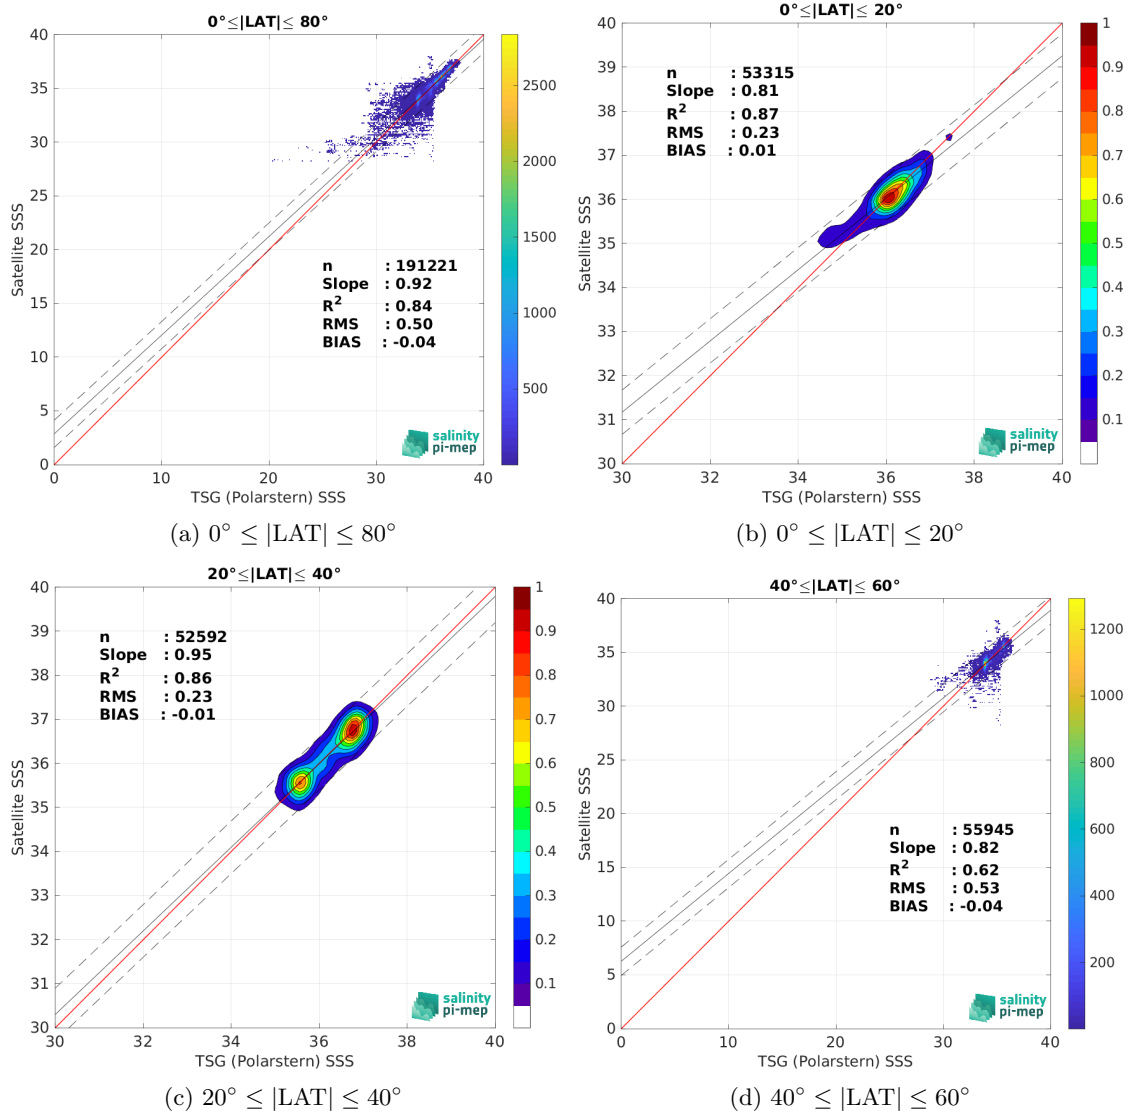 0°≤|LAT|≤ 80°
40
35
30
25
20
15
10
5
0
Satellite SSS
n : 191221
Slope : 0.92
R² : 0.84
RMS : 0.50
BIAS : -0.04
salinity
pi-mep
0 10 20 30 40
TSG (Polarstern) SSS
2500
2000
1500
1000
500
(a) 0° ≤ |LAT| ≤ 80°
0°≤|LAT|≤ 20°
40
39
38
37
36
35
34
33
32
31
30
Satellite SSS
n : 53315
Slope : 0.81
R² : 0.87
RMS : 0.23
BIAS : 0.01
salinity
pi-mep
30 32 34 36 38 40
TSG (Polarstern) SSS
1
0.9
0.8
0.7
0.6
0.5
0.4
0.3
0.2
0.1
(b) 0° ≤ |LAT| ≤ 20°
20°≤|LAT|≤ 40°
40
39
38
37
36
35
34
33
32
31
30
Satellite SSS
n : 52592
Slope : 0.95
R² : 0.86
RMS : 0.23
BIAS : -0.01
salinity
pi-mep
30 32 34 36 38 40
TSG (Polarstern) SSS
1
0.9
0.8
0.7
0.6
0.5
0.4
0.3
0.2
0.1
(c) 20° ≤ |LAT| ≤ 40°
40°≤|LAT|≤ 60°
40
35
30
25
20
15
10
5
0
Satellite SSS
n : 55945
Slope : 0.82
R² : 0.62
RMS : 0.53
BIAS : -0.04
salinity
pi-mep
0 10 20 30 40
TSG (Polarstern) SSS
1200
1000
800
600
400
200
(d) 40° ≤ |LAT| ≤ 60°